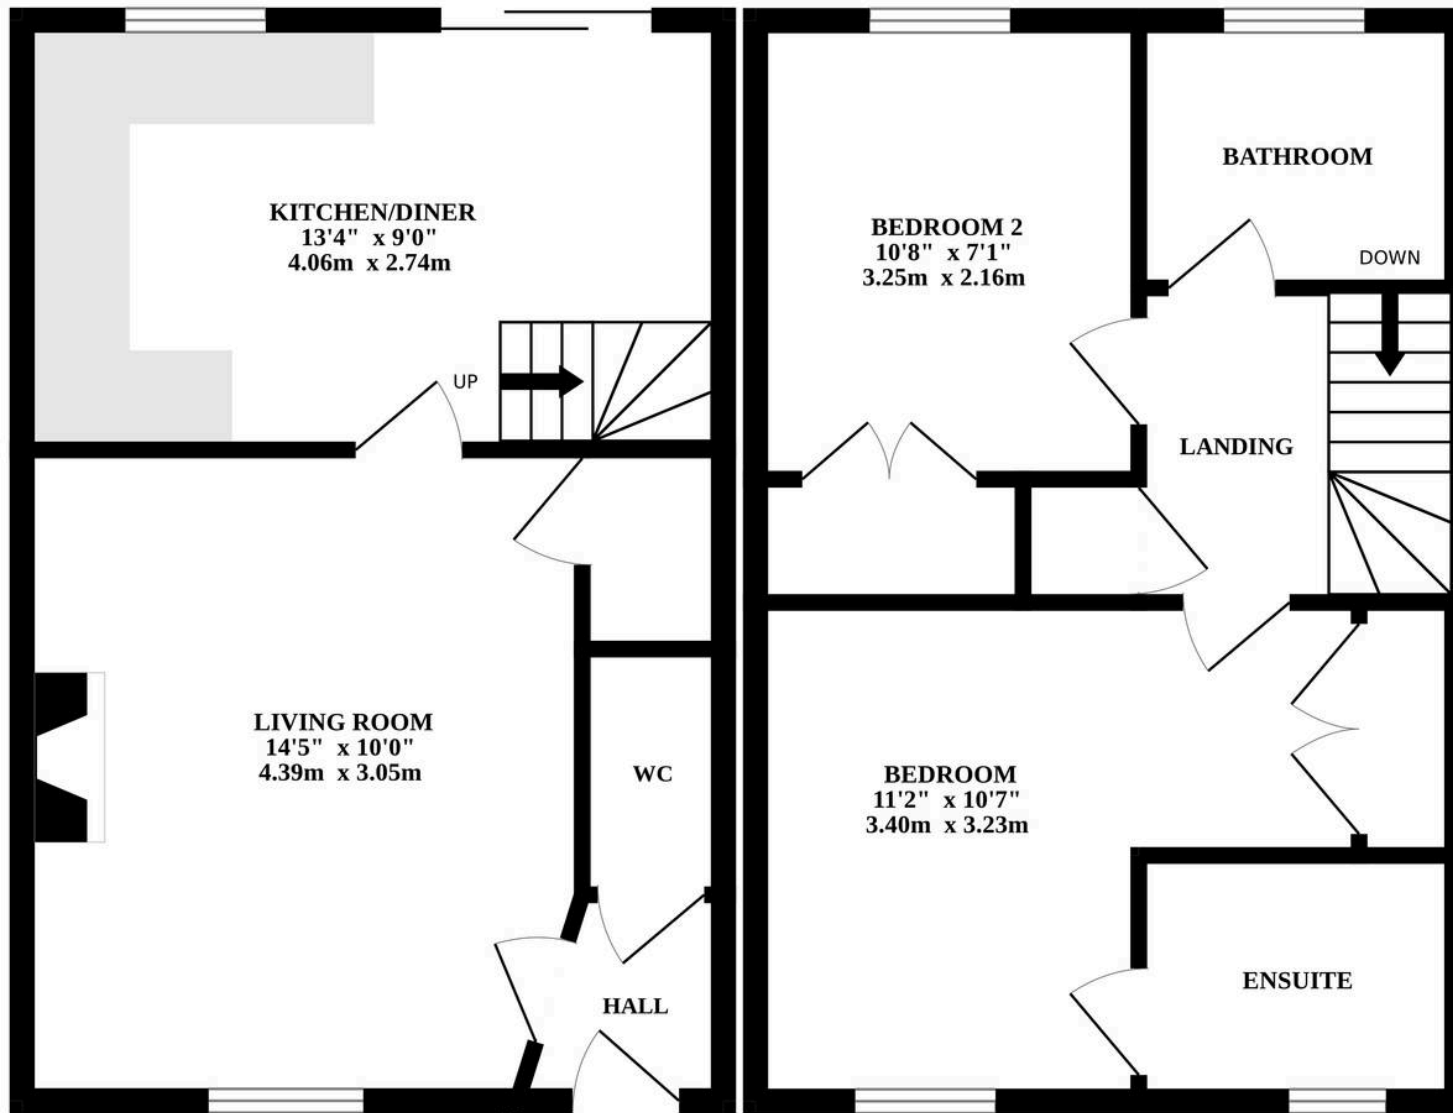 KITCHEN/DINER
13'4" x 9'0"
4.06m x 2.74m
UP
LIVING ROOM
14'5" x 10'0"
4.39m x 3.05m
WC
HALL
BATHROOM
BEDROOM 2
10'8" x 7'1"
3.25m x 2.16m
DOWN
LANDING
BEDROOM
11'2" x 10'7"
3.40m x 3.23m
ENSUITE